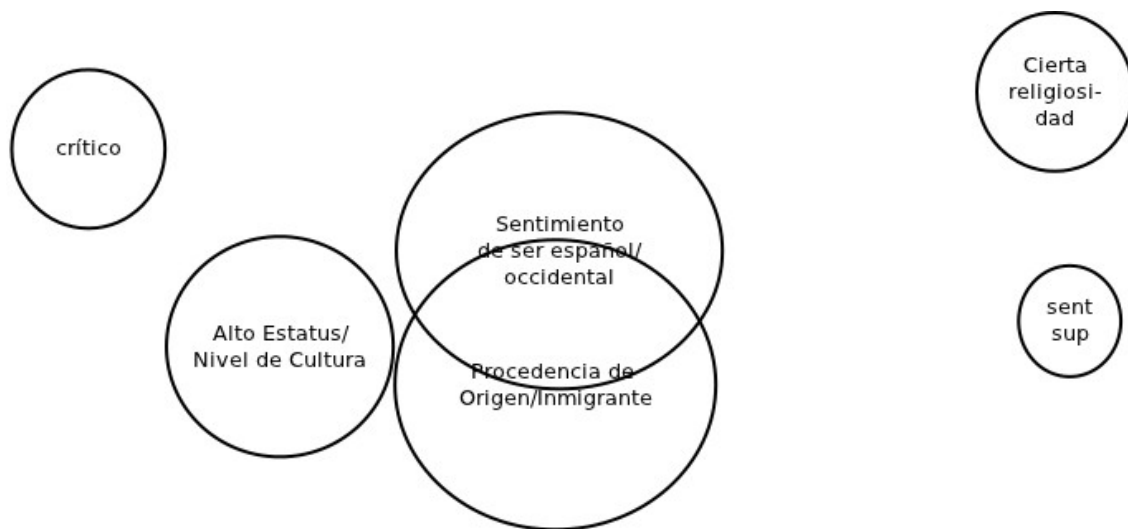 Cierta
religiosi-
dad
crítico
Sentimiento
de ser español/
occidental
sent
sup
Alto Estatus/
Nivel de Cultura
Procedencia de
Origen/Inmigrante